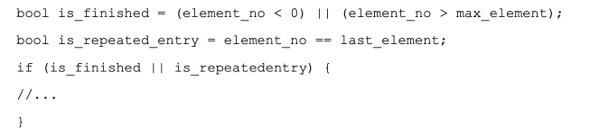 bool is_finished = (element_no < 0) || (element_no > max_element);
bool is_repeated_entry = element_no == last_element;
if (is_finished || is_repeatedentry) {
//...
}